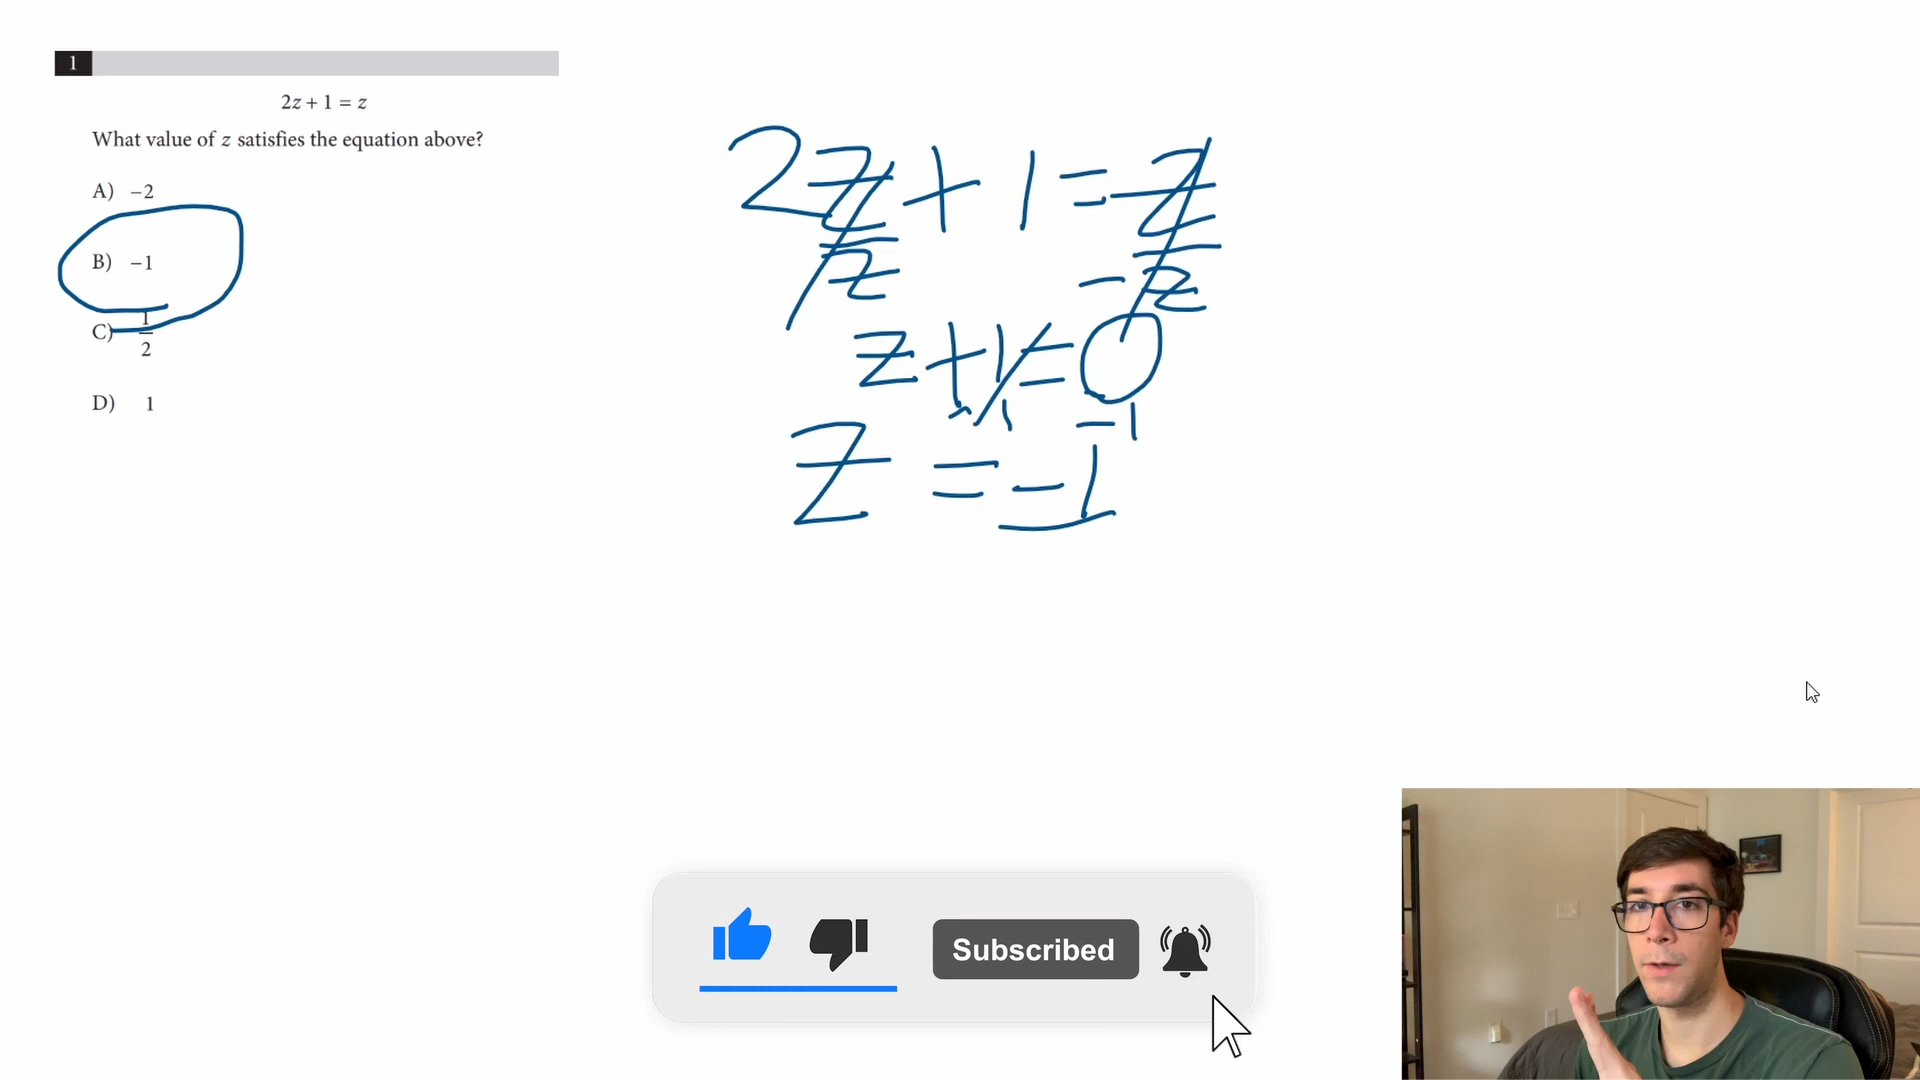 1
2z + 1 = z
What value of z satisfies the equation above?
A) −2
B) −1
C) 1/2
D) 1
2z + 1 = z
- z - z
z + 1 = 0
- 1 - 1
z = - 1
Subscribed